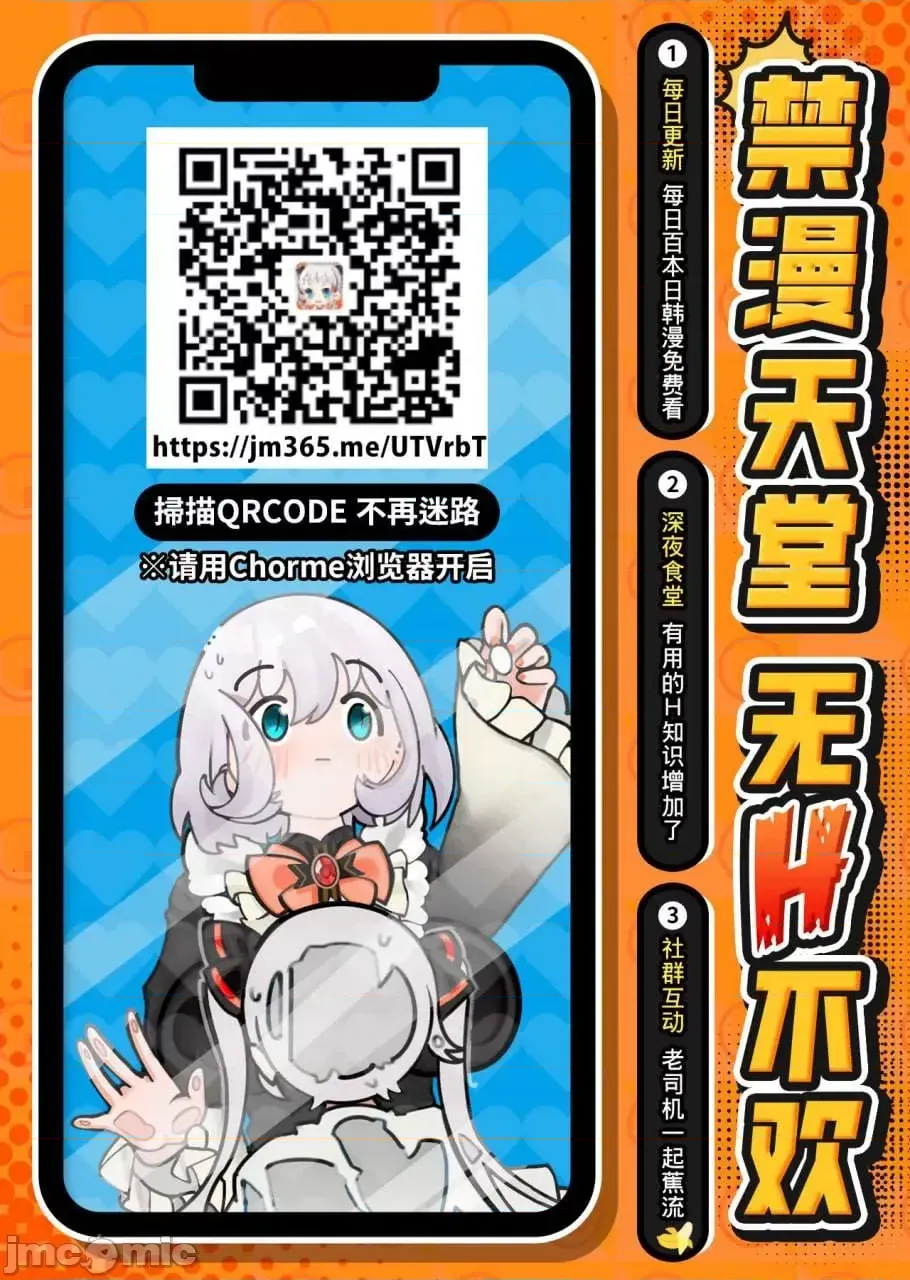 禁漫天堂 无H不欢
1
每日更新 每日百本日韩漫免费看
2
深夜食堂 有用的H知识增加了
3
社群互动 老司机一起蕉流
https://jm365.me/UTVrbT
掃描QRCODE 不再迷路
※请用Chorme浏览器开启
jmcomic